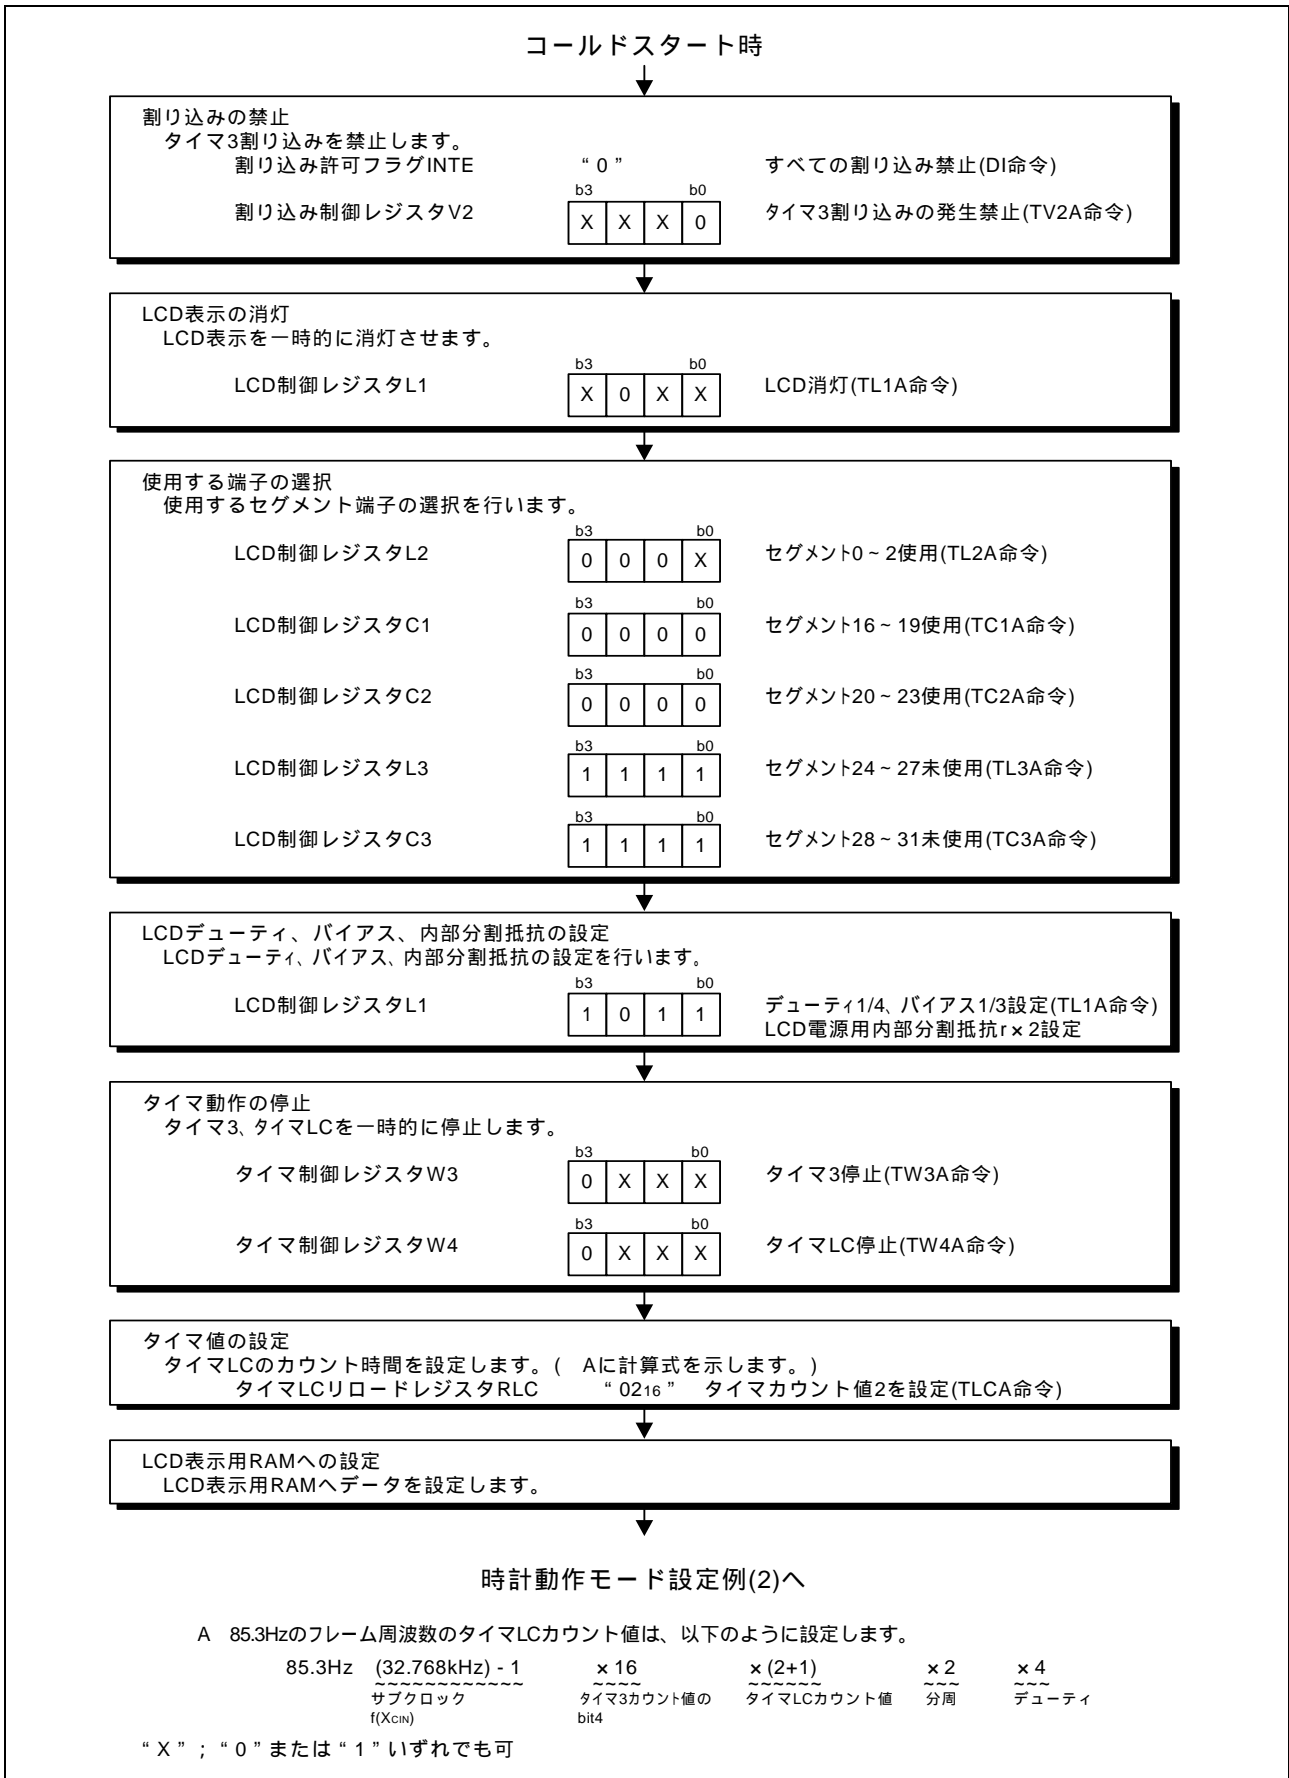 コールドスタート時
割り込みの禁止
タイマ3割り込みを禁止します。
割り込み許可フラグINTE “0” すべての割り込み禁止(DI命令)
b3 b0
割り込み制御レジスタV2 X X X 0 タイマ3割り込みの発生禁止(TV2A命令)
LCD表示の消灯
LCD表示を一時的に消灯させます。
b3 b0
LCD制御レジスタL1 X 0 X X LCD消灯(TL1A命令)
使用する端子の選択
使用するセグメント端子の選択を行います。
b3 b0
LCD制御レジスタL2 0 0 0 X セグメント0~2使用(TL2A命令)
b3 b0
LCD制御レジスタC1 0 0 0 0 セグメント16~19使用(TC1A命令)
b3 b0
LCD制御レジスタC2 0 0 0 0 セグメント20~23使用(TC2A命令)
b3 b0
LCD制御レジスタL3 1 1 1 1 セグメント24~27未使用(TL3A命令)
b3 b0
LCD制御レジスタC3 1 1 1 1 セグメント28~31未使用(TC3A命令)
LCDデューティ、バイアス、内部分割抵抗の設定
LCDデューティ、バイアス、内部分割抵抗の設定を行います。
b3 b0
LCD制御レジスタL1 1 0 1 1 デューティ1/4、バイアス1/3設定(TL1A命令)
LCD電源用内部分割抵抗r×2設定
タイマ動作の停止
タイマ3、タイマLCを一時的に停止します。
b3 b0
タイマ制御レジスタW3 0 X X X タイマ3停止(TW3A命令)
b3 b0
タイマ制御レジスタW4 0 X X X タイマLC停止(TW4A命令)
タイマ値の設定
タイマLCのカウント時間を設定します。( Aに計算式を示します。)
タイマLCリロードレジスタRLC “0216” タイマカウント値2を設定(TLCA命令)
LCD表示用RAMへの設定
LCD表示用RAMへデータを設定します。
時計動作モード設定例(2)へ
A 85.3Hzのフレーム周波数のタイマLCカウント値は、以下のように設定します。
85.3Hz (32.768kHz) - 1 ×16 ×(2+1) ×2 ×4
サブクロック タイマ3カウント値の タイマLCカウント値 分周 デューティ
f(XCIN) bit4
“X”;“0”または“1”いずれでも可